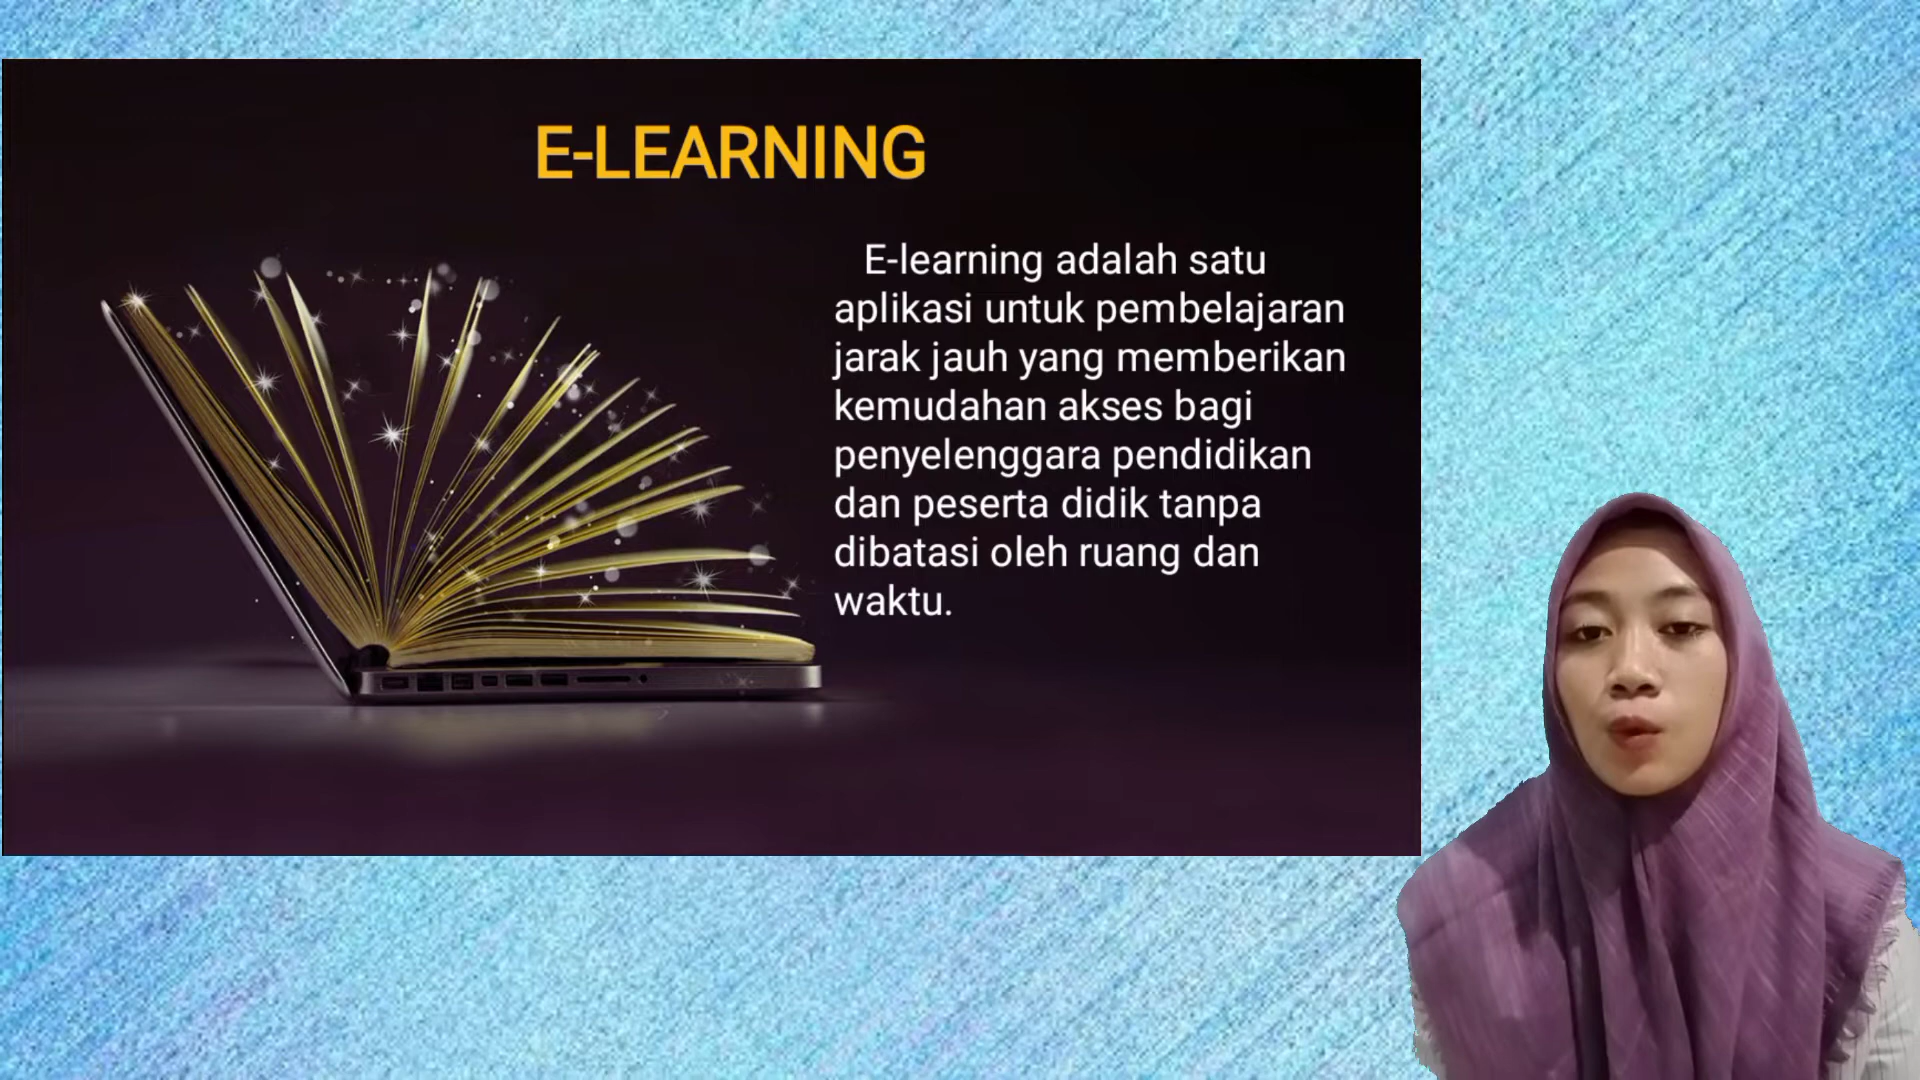 E-LEARNING
E-learning adalah satu
aplikasi untuk pembelajaran
jarak jauh yang memberikan
kemudahan akses bagi
penyelenggara pendidikan
dan peserta didik tanpa
dibatasi oleh ruang dan
waktu.